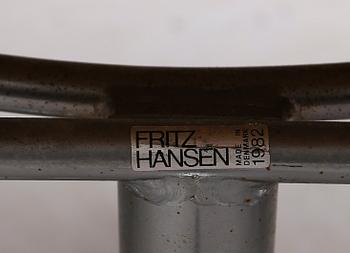 FRITZ
HANSEN
MADE IN
DENMARK
1982